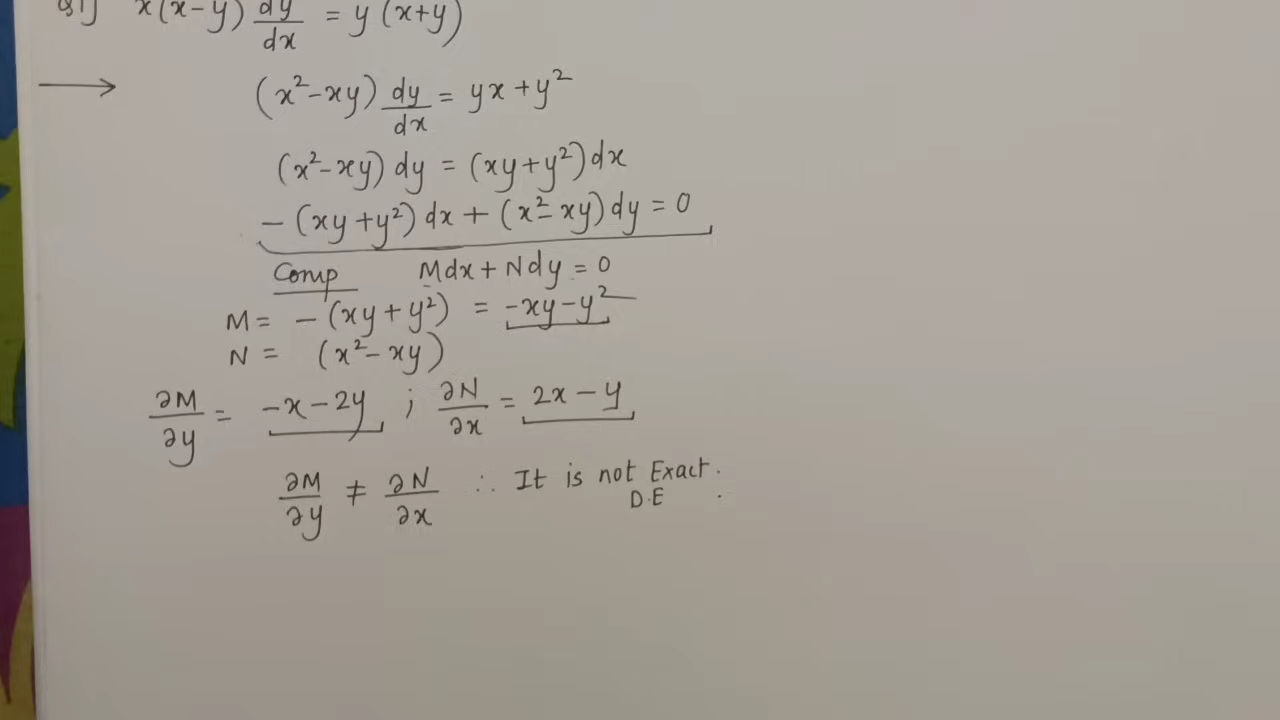 Q1] x(x-y) dy/dx = y(x+y)
(x²-xy) dy/dx = yx+y²
(x²-xy) dy = (xy+y²)dx
-(xy+y²)dx + (x²-xy)dy = 0
Comp Mdx + Ndy = 0
M = -(xy+y²) = -xy-y²
N = (x²-xy)
∂M/∂y = -x-2y ; ∂N/∂x = 2x-y
∂M/∂y ≠ ∂N/∂x ∴ It is not Exact.
D.E